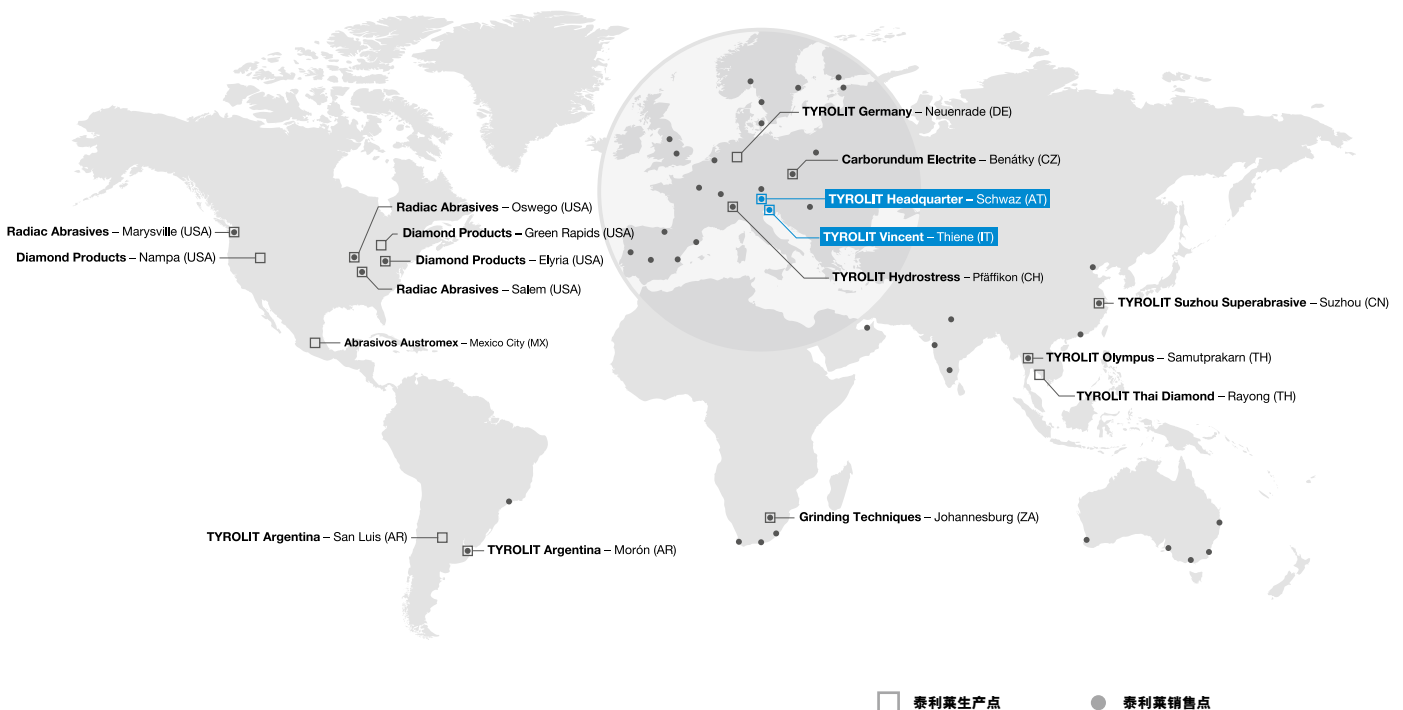 TYROLIT Germany – Neuenrade (DE)
Carborundum Electrite – Benátky (CZ)
TYROLIT Headquarter – Schwaz (AT)
Radiac Abrasives – Oswego (USA)
Radiac Abrasives – Marysville (USA)
Diamond Products – Green Rapids (USA)
TYROLIT Vincent – Thiene (IT)
Diamond Products – Nampa (USA)
Diamond Products – Elyria (USA)
TYROLIT Hydrostress – Pfäffikon (CH)
Radiac Abrasives – Salem (USA)
TYROLIT Suzhou Superabrasive – Suzhou (CN)
Abrasivos Austromex – Mexico City (MX)
TYROLIT Olympus – Samutprakarn (TH)
TYROLIT Thai Diamond – Rayong (TH)
Grinding Techniques – Johannesburg (ZA)
TYROLIT Argentina – San Luis (AR)
TYROLIT Argentina – Morón (AR)
泰利莱生产点
泰利莱销售点